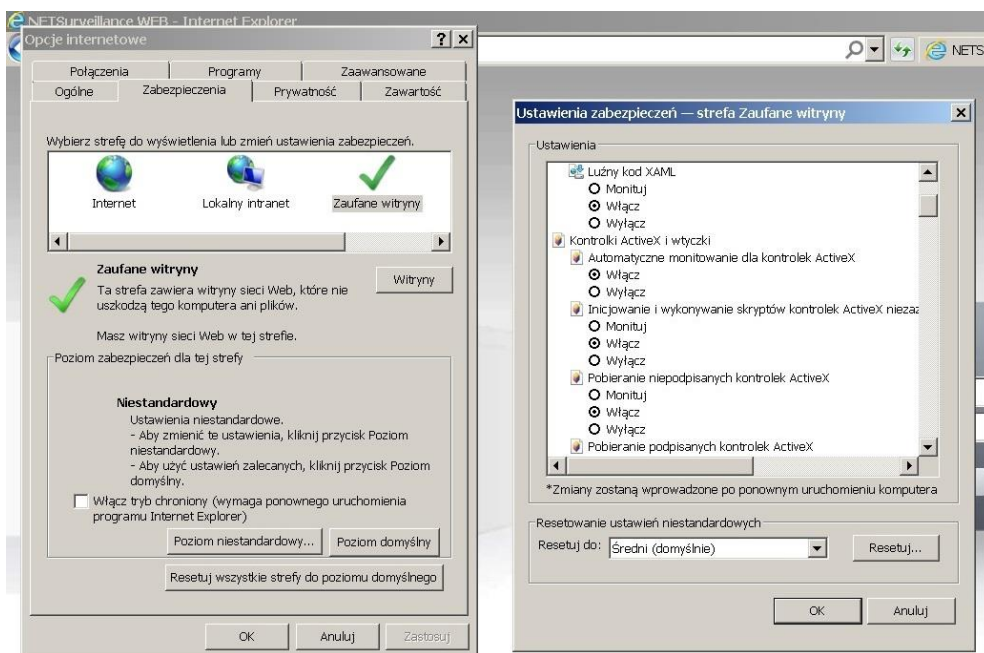 NETSurveillance WEB - Internet Explorer
Opcje internetowe
Połączenia Programy Zaawansowane
Ogólne Zabezpieczenia Prywatność Zawartość
Wybierz strefę do wyświetlenia lub zmień ustawienia zabezpieczeń.
Internet Lokalny intranet Zaufane witryny
Zaufane witryny
Ta strefa zawiera witryny sieci Web, które nie
uszkodzą tego komputera ani plików.
Witryny
Masz witryny sieci Web w tej strefie.
Poziom zabezpieczeń dla tej strefy
Niestandardowy
Ustawienia niestandardowe.
- Aby zmienić te ustawienia, kliknij przycisk Poziom
niestandardowy.
- Aby użyć ustawień zalecanych, kliknij przycisk Poziom
domyślny.
Włącz tryb chroniony (wymaga ponownego uruchomienia
programu Internet Explorer)
Poziom niestandardowy... Poziom domyślny
Resetuj wszystkie strefy do poziomu domyślnego
OK Anuluj Zastosuj
NETS
Ustawienia zabezpieczeń — strefa Zaufane witryny
Ustawienia
Luźny kod XAML
Monituj
Włącz
Wyłącz
Kontrolki ActiveX i wtyczki
Automatyczne monitowanie dla kontrolek ActiveX
Włącz
Wyłącz
Inicjowanie i wykonywanie skryptów kontrolek ActiveX niezaz
Monituj
Włącz
Wyłącz
Pobieranie niepodpisanych kontrolek ActiveX
Monituj
Włącz
Wyłącz
Pobieranie podpisanych kontrolek ActiveX
*Zmiany zostaną wprowadzone po ponownym uruchomieniu komputera
Resetowanie ustawień niestandardowych
Resetuj do: Średni (domyślnie) Resetuj...
OK Anuluj